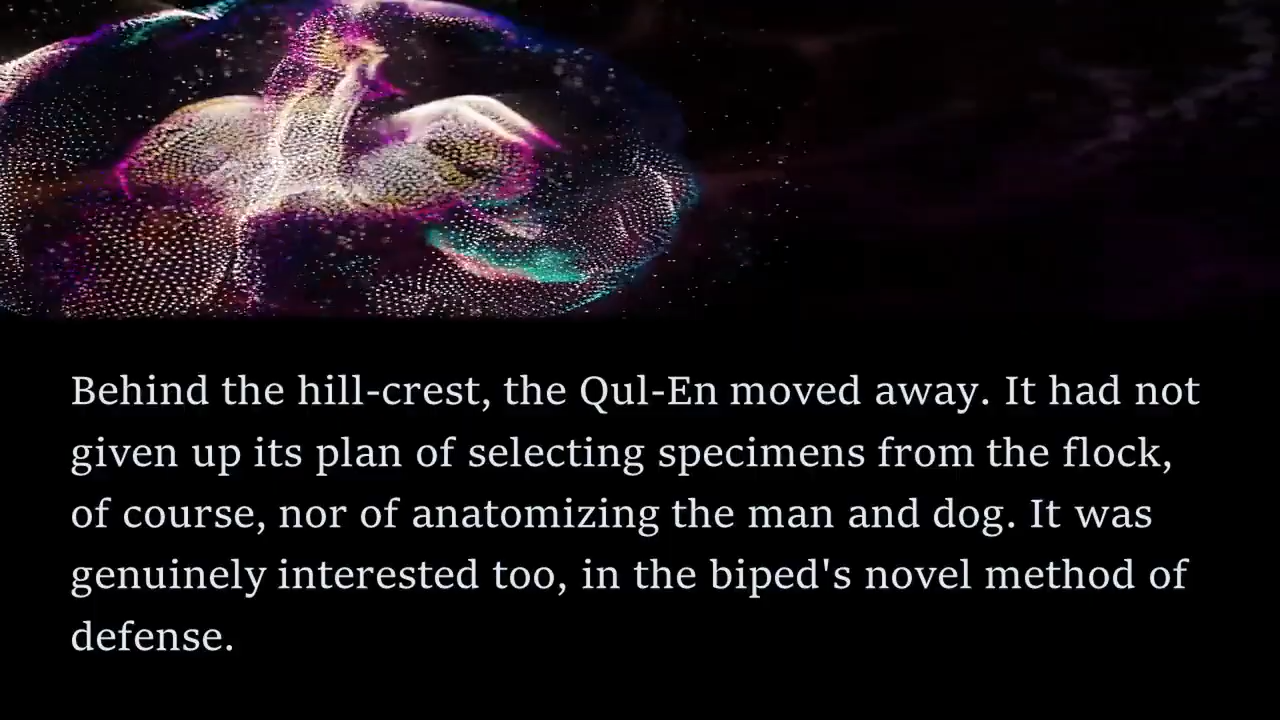 Behind the hill-crest, the Qul-En moved away. It had not
given up its plan of selecting specimens from the flock,
of course, nor of anatomizing the man and dog. It was
genuinely interested too, in the biped's novel method of
defense.